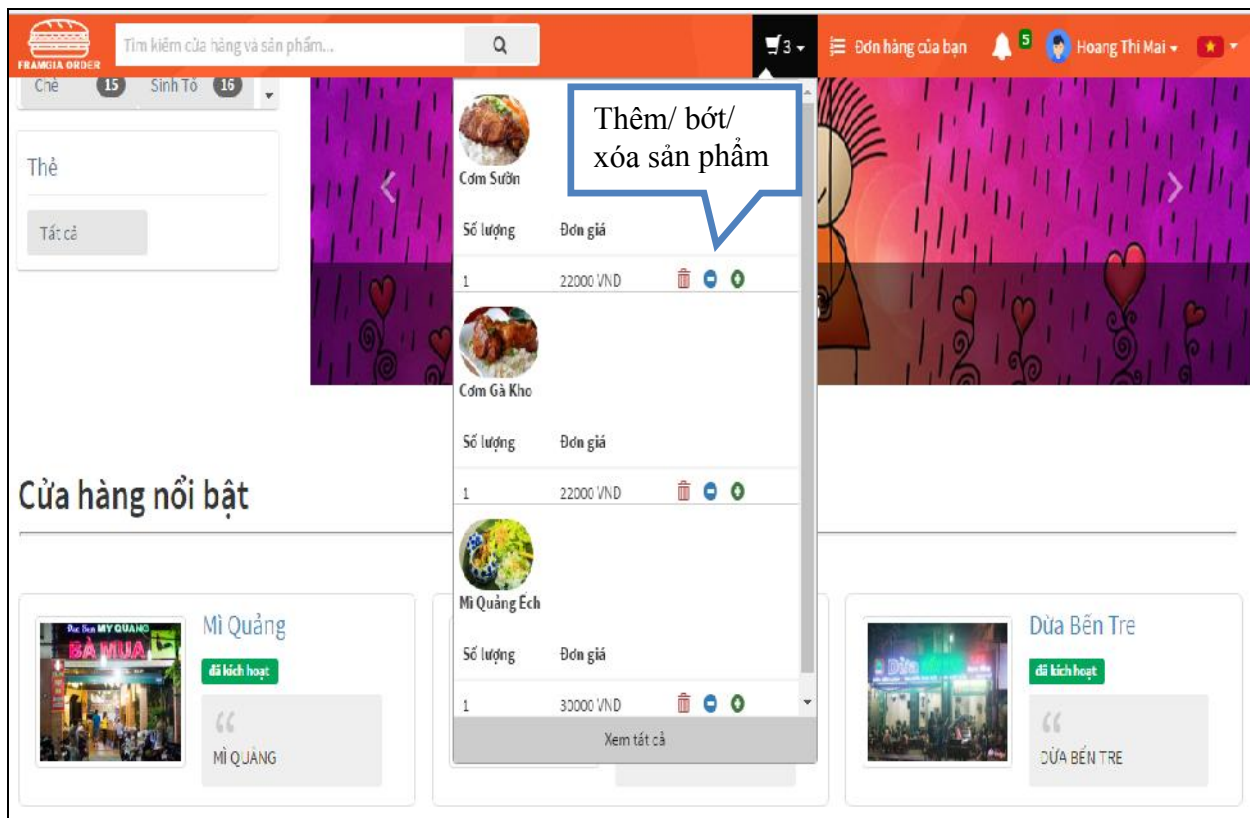 FRAMGIA ORDER
Tìm kiếm cửa hàng và sản phẩm...
3
Đơn hàng của bạn
5
Hoang Thi Mai
Chè 15 Sinh Tố 16
Thẻ
Tất cả
Thêm/ bớt/
xóa sản phẩm
Cơm Sườn
Số lượng Đơn giá
1 22000 VND
Cơm Gà Kho
Số lượng Đơn giá
1 22000 VND
Mì Quảng Ếch
Số lượng Đơn giá
1 30000 VND
Xem tất cả
Cửa hàng nổi bật
MY QUANG
BÀ MUA
Mì Quảng
đã kích hoạt
MÌ QUẢNG
Dừa
Dừa Bến Tre
đã kích hoạt
DỪA BẾN TRE